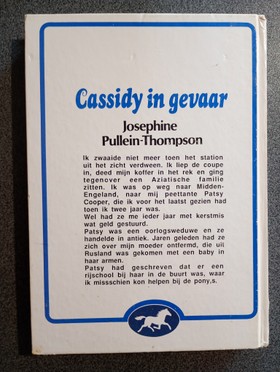 Cassidy in gevaar
Josephine
Pullein-Thompson
Ik zwaaide niet meer toen het station
uit het zicht verdween. Ik liep de coupe
in, deed mijn koffer in het rek en ging
tegenover een Aziatische familie
zitten. Ik was op weg naar Midden-
Engeland, naar mijn peettante Patsy
Cooper, die ik voor het laatst gezien had
toen ik twee jaar was.
Wel had ze me ieder jaar met kerstmis
wat geld gestuurd.
Patsy was een oorlogsweduwe en ze
handelde in antiek. Jaren geleden had ze
zich over mijn moeder ontfermd, die uit
Rusland was gekomen met een baby in
haar armen.
Patsy had geschreven dat er een
rijschool bij haar in de buurt was, waar
ik missschien kon helpen bij de pony,s.